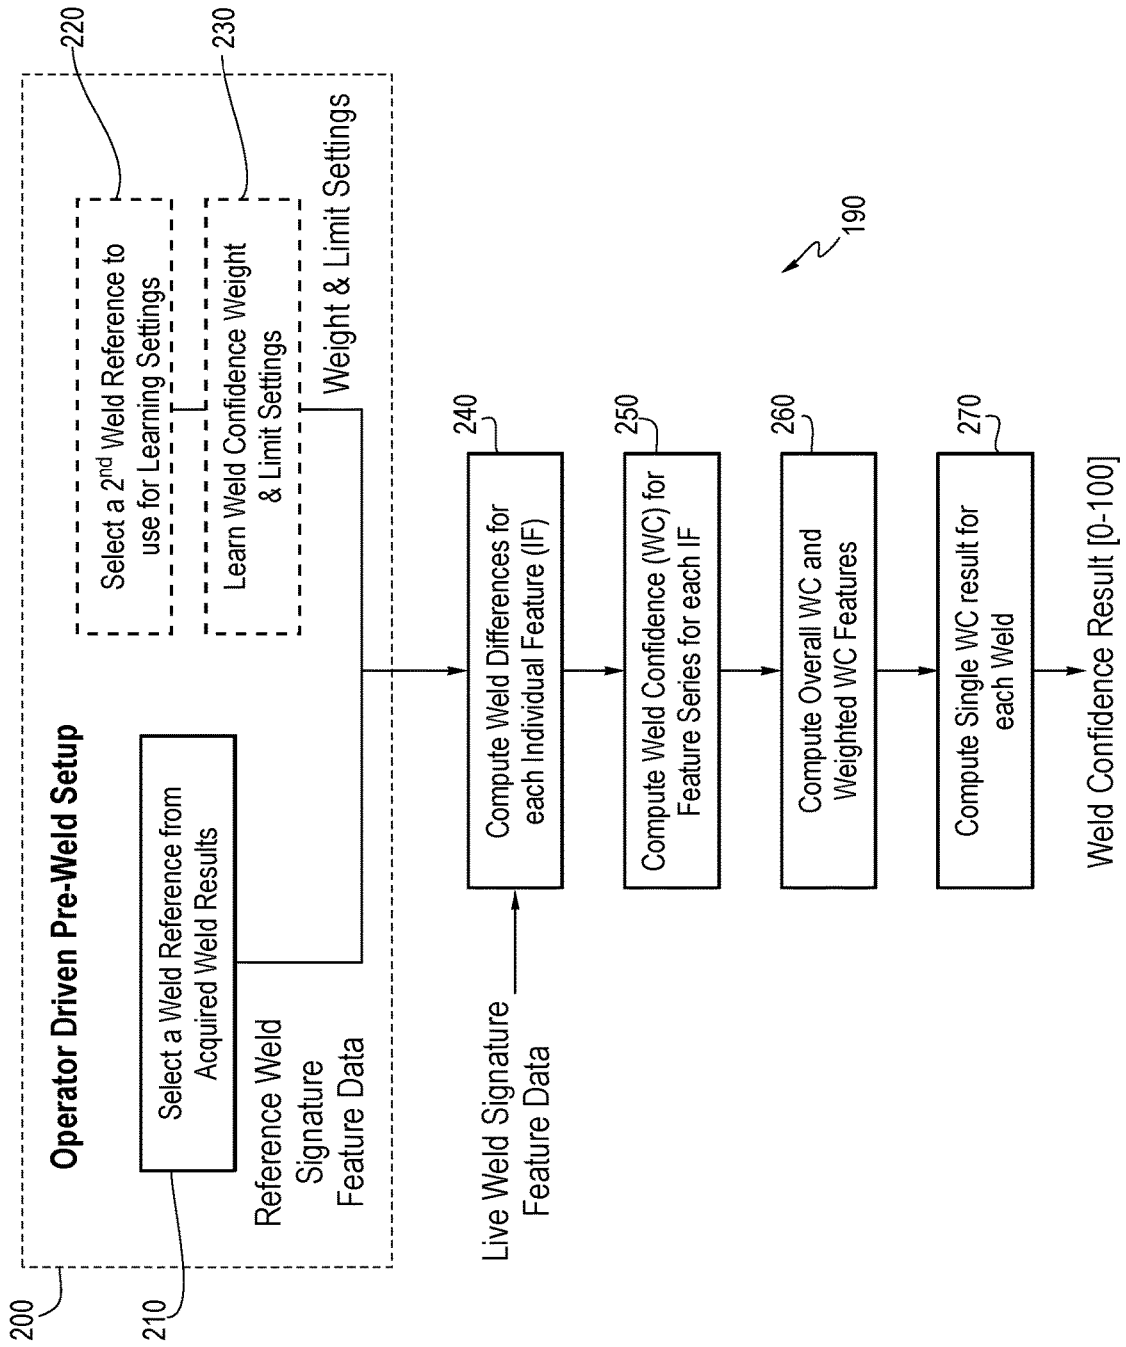 200
Operator Driven Pre-Weld Setup
210
Select a Weld Reference from
Acquired Weld Results
Reference Weld
Signature
Feature Data
220
Select a 2nd Weld Reference to
use for Learning Settings
230
Learn Weld Confidence Weight
& Limit Settings
Weight & Limit Settings
Live Weld Signature
Feature Data
240
Compute Weld Differences for
each Individual Feature (IF)
250
Compute Weld Confidence (WC) for
Feature Series for each IF
260
Compute Overall WC and
Weighted WC Features
270
Compute Single WC result for
each Weld
Weld Confidence Result [0-100]
190